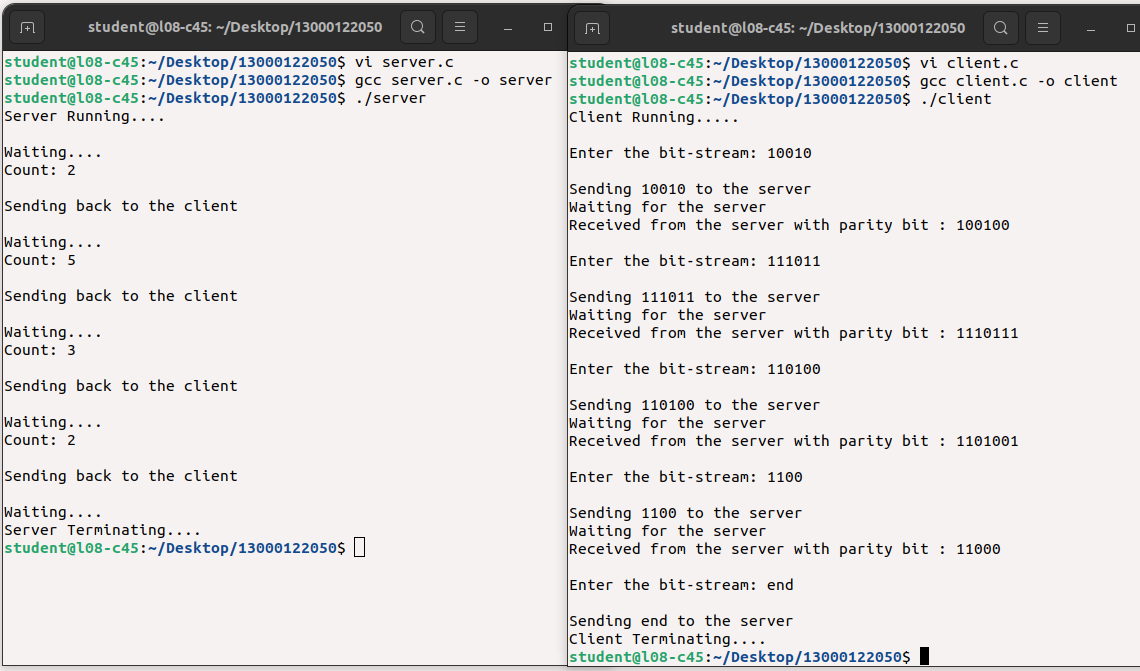 student@l08-c45: ~/Desktop/13000122050
student@l08-c45:~/Desktop/13000122050$ vi server.c
student@l08-c45:~/Desktop/13000122050$ gcc server.c -o server
student@l08-c45:~/Desktop/13000122050$ ./server
Server Running....
Waiting....
Count: 2
Sending back to the client
Waiting....
Count: 5
Sending back to the client
Waiting....
Count: 3
Sending back to the client
Waiting....
Count: 2
Sending back to the client
Waiting....
Server Terminating....
student@l08-c45:~/Desktop/13000122050$
student@l08-c45: ~/Desktop/13000122050
student@l08-c45:~/Desktop/13000122050$ vi client.c
student@l08-c45:~/Desktop/13000122050$ gcc client.c -o client
student@l08-c45:~/Desktop/13000122050$ ./client
Client Running.....
Enter the bit-stream: 10010
Sending 10010 to the server
Waiting for the server
Received from the server with parity bit : 100100
Enter the bit-stream: 111011
Sending 111011 to the server
Waiting for the server
Received from the server with parity bit : 1110111
Enter the bit-stream: 110100
Sending 110100 to the server
Waiting for the server
Received from the server with parity bit : 1101001
Enter the bit-stream: 1100
Sending 1100 to the server
Waiting for the server
Received from the server with parity bit : 11000
Enter the bit-stream: end
Sending end to the server
Client Terminating....
student@l08-c45:~/Desktop/13000122050$